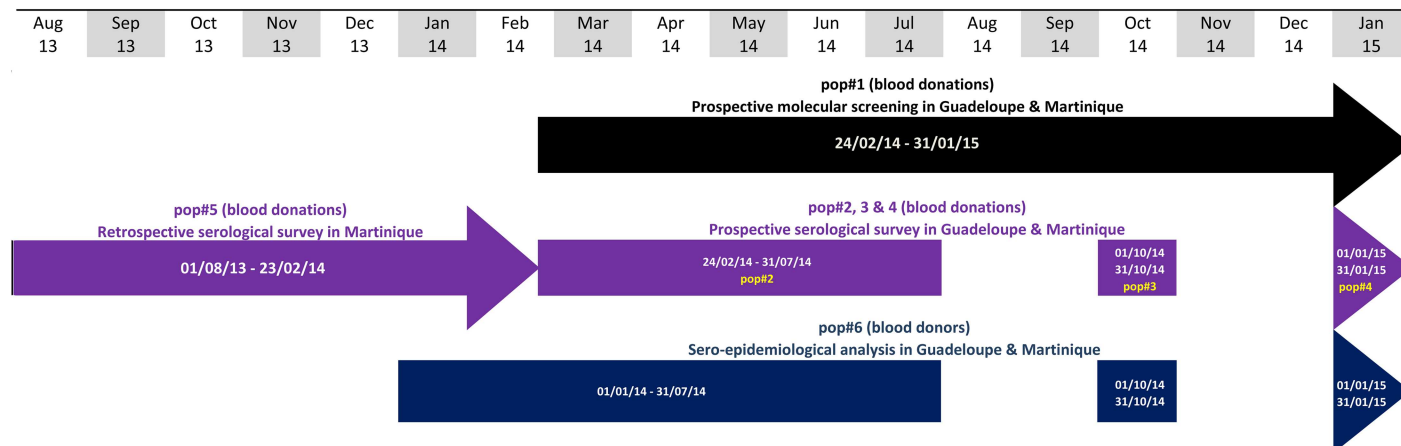 Aug Sep Oct Nov Dec Jan Feb Mar Apr May Jun Jul Aug Sep Oct Nov Dec Jan
13 13 13 13 13 14 14 14 14 14 14 14 14 14 14 14 14 15
pop#1 (blood donations)
Prospective molecular screening in Guadeloupe & Martinique
24/02/14 - 31/01/15
pop#5 (blood donations)
Retrospective serological survey in Martinique
01/08/13 - 23/02/14
pop#2, 3 & 4 (blood donations)
Prospective serological survey in Guadeloupe & Martinique
24/02/14 - 31/07/14
pop#2
01/10/14
31/10/14
pop#3
01/01/15
31/01/15
pop#4
pop#6 (blood donors)
Sero-epidemiological analysis in Guadeloupe & Martinique
01/01/14 - 31/07/14
01/10/14
31/10/14
01/01/15
31/01/15